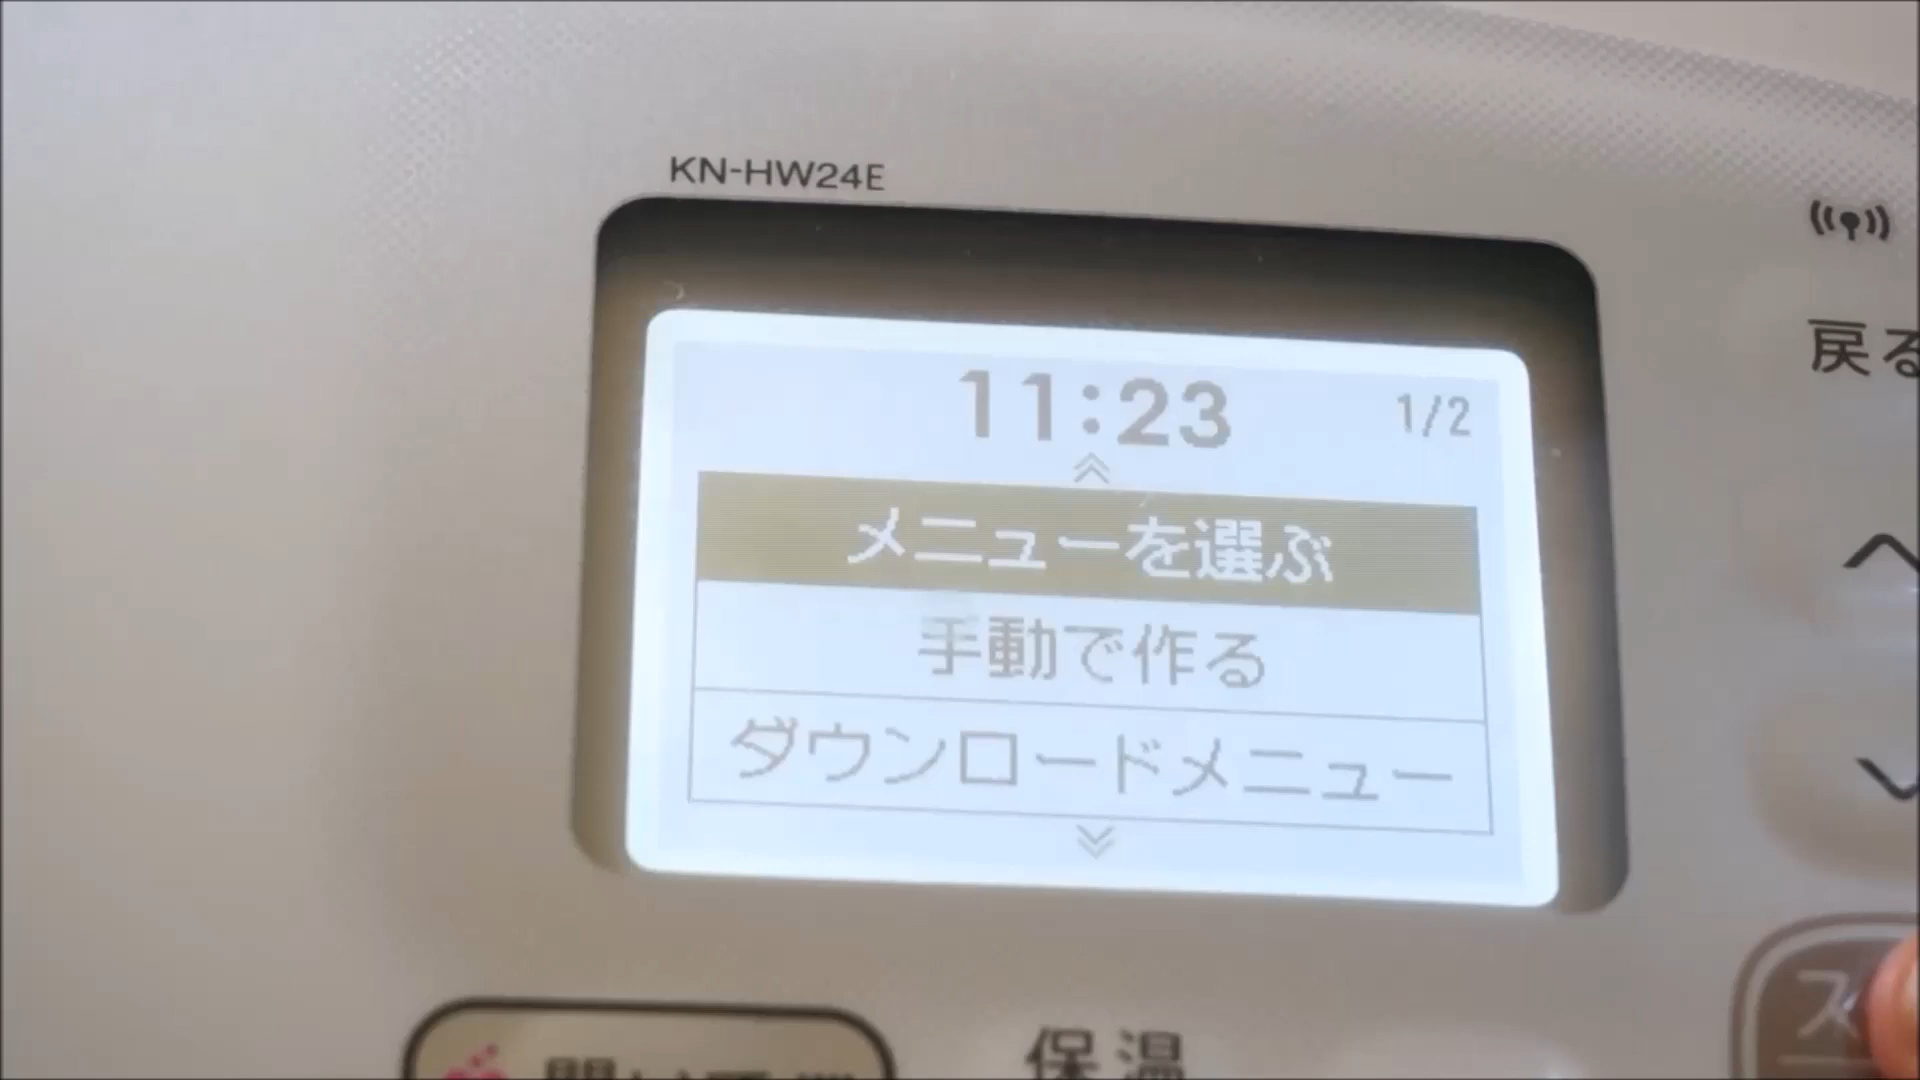 KN-HW24E
11:23 1/2
メニューを選ぶ
手動で作る
ダウンロードメニュー
戻る
保温